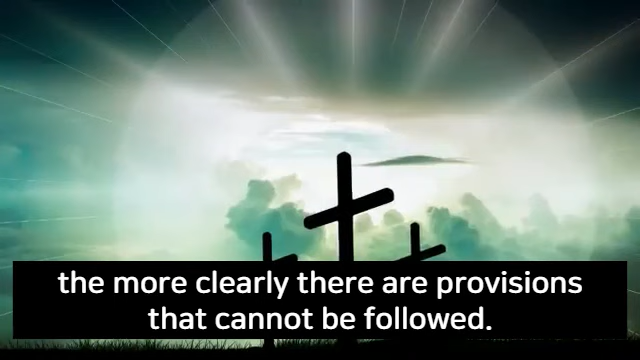 the more clearly there are provisions
that cannot be followed.